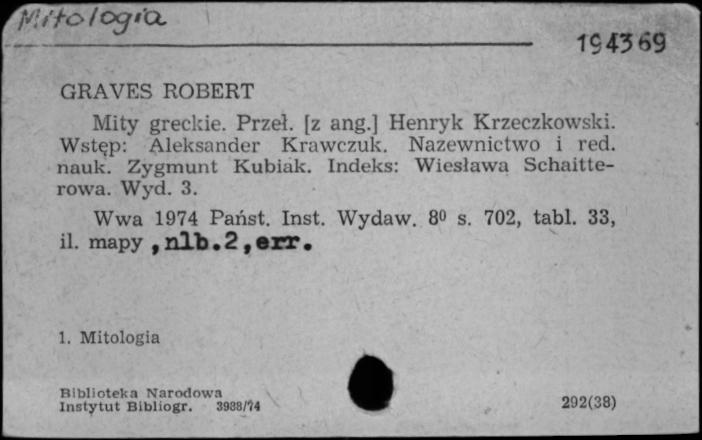 Mitologia
194369
GRAVES ROBERT
Mity greckie. Przeł. [z ang.] Henryk Krzeczkowski.
Wstęp: Aleksander Krawczuk. Nazewnictwo i red.
nauk. Zygmunt Kubiak. Indeks: Wiesława Schaitte-
rowa. Wyd. 3.
Wwa 1974 Państ. Inst. Wydaw. 8⁰ s. 702, tabl. 33,
il. mapy ,nlb.2,err.
1. Mitologia
Biblioteka Narodowa
Instytut Bibliogr. 3988/74
292(38)